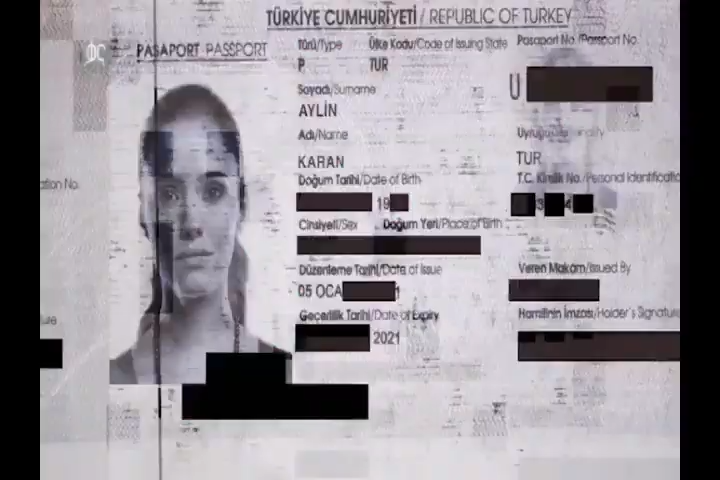 TÜRKİYE CUMHURİYETİ / REPUBLIC OF TURKEY
PASAPORT PASSPORT
Türü/Type Ülke Kodu/Code of Issuing State Pasaport No./Passport No.
P TUR U
Soyadı/Surname
AYLİN
Adı/Name
KARAN TUR
Doğum Tarihi/Date of Birth T.C. Kimlik No./Personal Identificatio
19
Cinsiyeti/Sex Doğum Yeri/Place of Birth
Düzenleme Tarihi/Date of Issue Veren Makam/Issued By
05 OCA
Geçerlilik Tarihi/Date of Expiry Hamilinin İmzası/Holder's Signature
2021
ation No.
ure